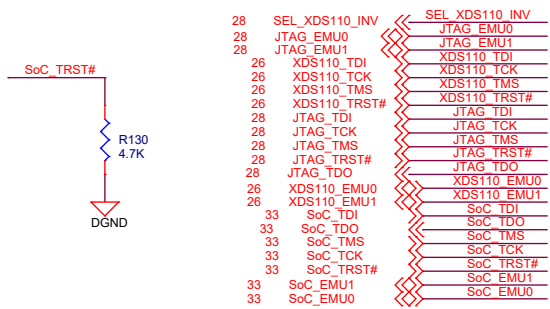 SoC_TRST#
R130
4.7K
DGND
28 SEL_XDS110_INV SEL_XDS110_INV
28 JTAG_EMU0 JTAG_EMU0
28 JTAG_EMU1 JTAG_EMU1
26 XDS110_TDI XDS110_TDI
26 XDS110_TCK XDS110_TCK
26 XDS110_TMS XDS110_TMS
26 XDS110_TRST# XDS110_TRST#
28 JTAG_TDI JTAG_TDI
28 JTAG_TCK JTAG_TCK
28 JTAG_TMS JTAG_TMS
28 JTAG_TRST# JTAG_TRST#
28 JTAG_TDO JTAG_TDO
26 XDS110_EMU0 XDS110_EMU0
26 XDS110_EMU1 XDS110_EMU1
33 SoC_TDI SoC_TDI
33 SoC_TDO SoC_TDO
33 SoC_TMS SoC_TMS
33 SoC_TCK SoC_TCK
33 SoC_TRST# SoC_TRST#
33 SoC_EMU1 SoC_EMU1
33 SoC_EMU0 SoC_EMU0